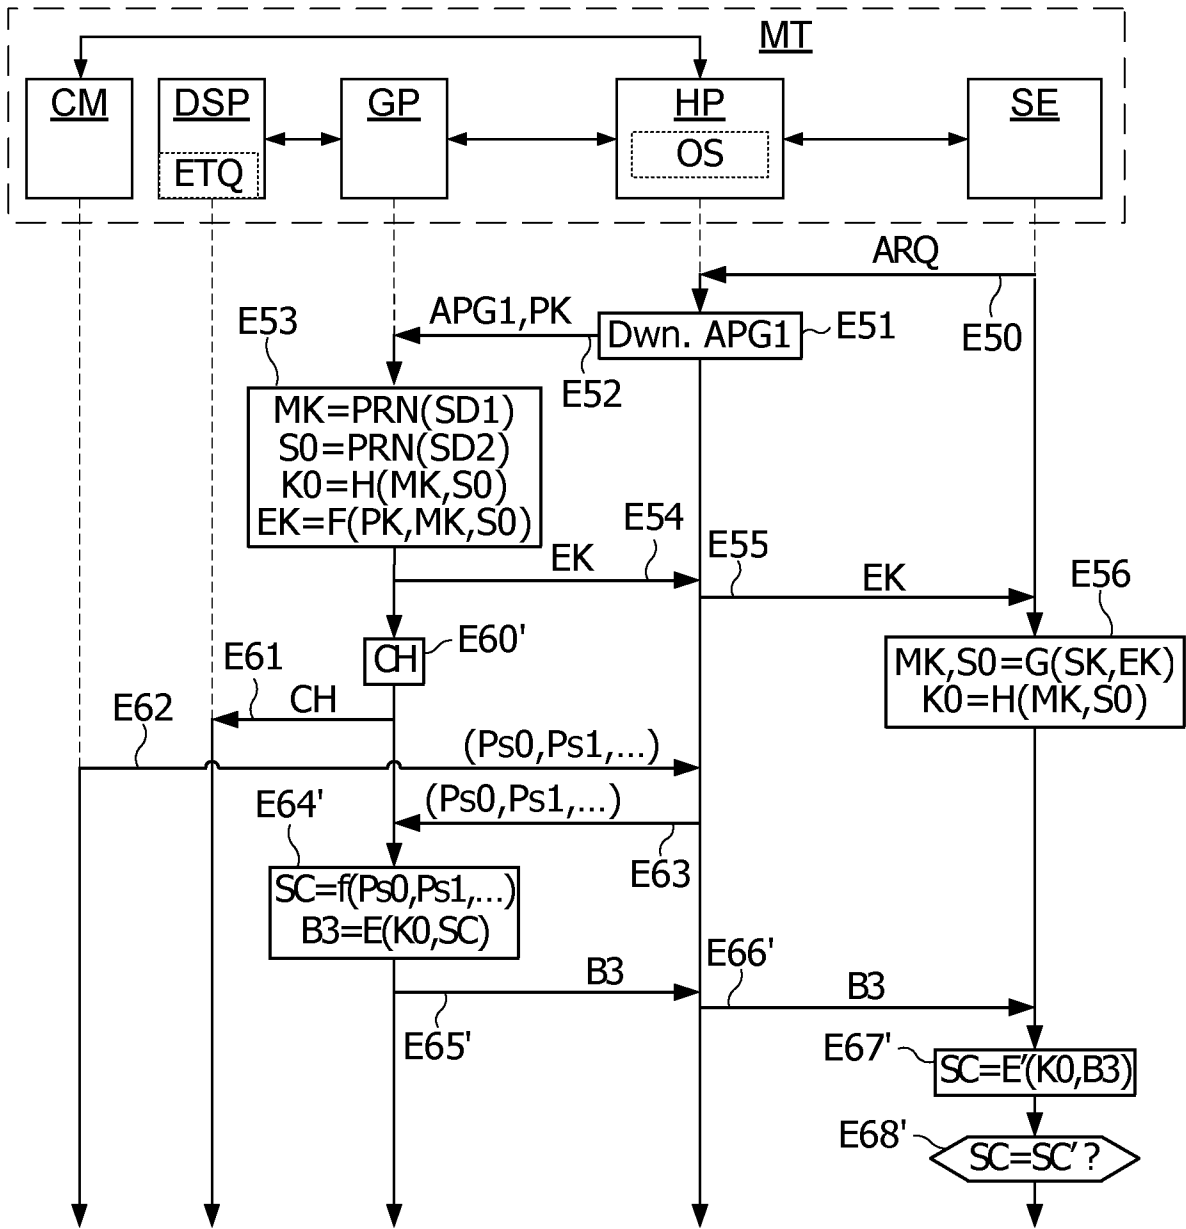 MT
CM
DSP
GP
HP
SE
ETQ
OS
ARQ
APG1,PK
E53
Dwn. APG1
E51
E50
E52
MK=PRN(SD1)
S0=PRN(SD2)
K0=H(MK,S0)
EK=F(PK,MK,S0)
E54
EK
E55
EK
E56
CH
E60'
MK,S0=G(SK,EK)
K0=H(MK,S0)
E61
CH
E62
(Ps0,Ps1,...)
(Ps0,Ps1,...)
E64'
E63
SC=f(Ps0,Ps1,...)
B3=E(K0,SC)
E66'
B3
B3
E65'
E67'
SC=E'(K0,B3)
E68'
SC=SC'?